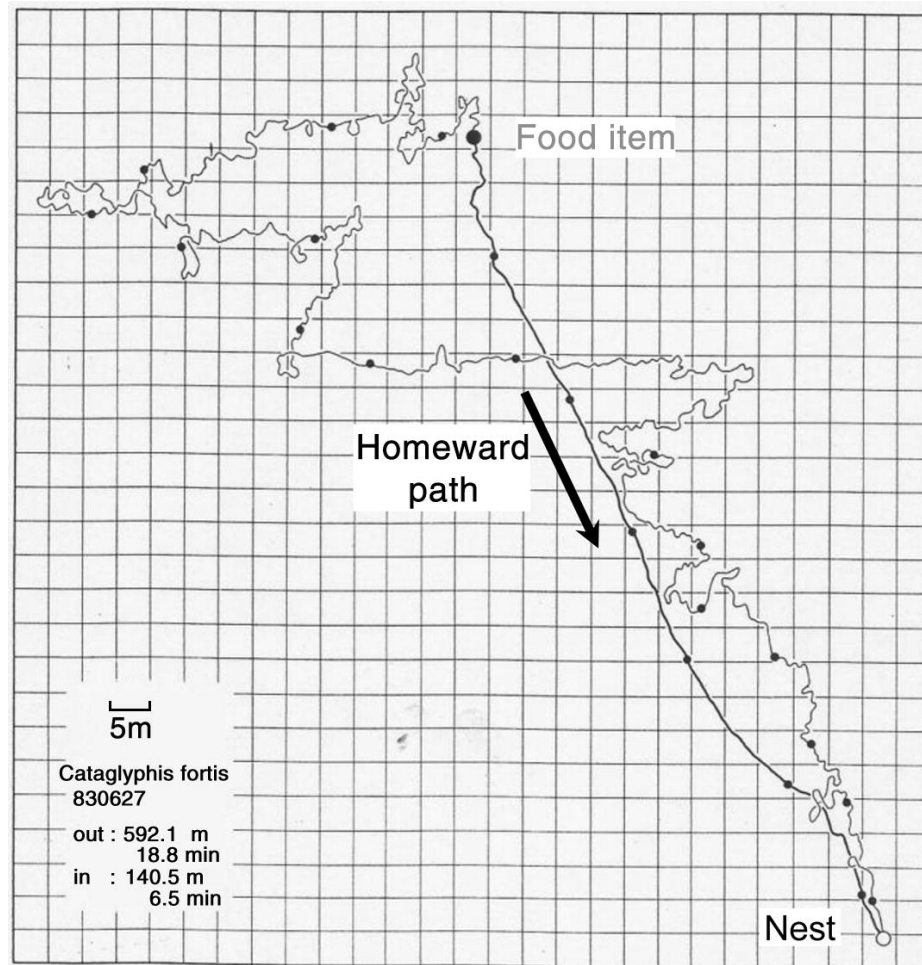 Food item
Homeward
path
5m
Cataglyphis fortis
830627
out : 592.1 m
18.8 min
in : 140.5 m
6.5 min
Nest